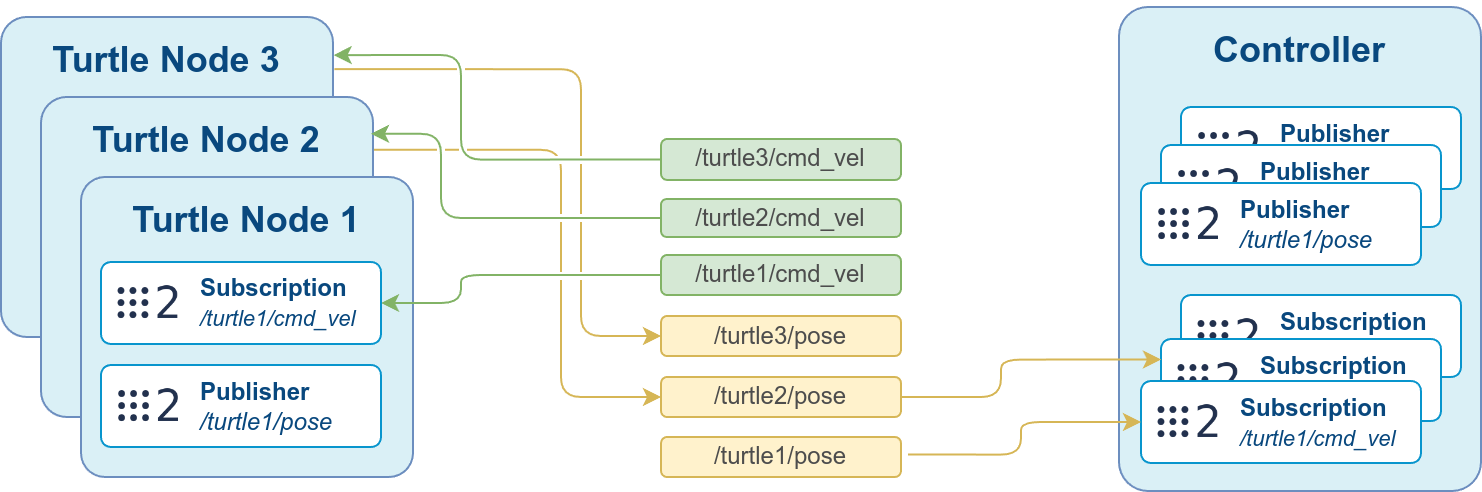 Turtle Node 3
Turtle Node 2
Turtle Node 1
2 Subscription
/turtle1/cmd_vel
2 Publisher
/turtle1/pose
/turtle3/cmd_vel
/turtle2/cmd_vel
/turtle1/cmd_vel
/turtle3/pose
/turtle2/pose
/turtle1/pose
Controller
2 Publisher
2 Publisher
2 Publisher
/turtle1/pose
2 Subscription
2 Subscription
2 Subscription
/turtle1/cmd_vel